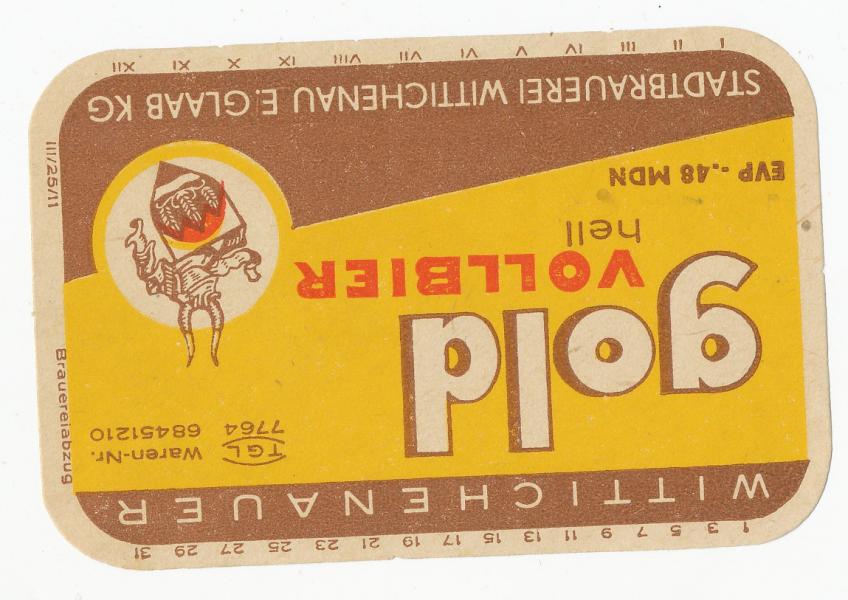 1 3 5 7 9 11 13 15 17 19 21 23 25 27 29 31
WITTICHENAUER
TGL
7764
Waren-Nr.
68451210
gold
VOLLBIER
hell
EVP -.48 MDN
STADTBRAUEREI WITTICHENAU E.GLAAB KG
I II III IV V VI VII VIII IX X XI XII
Brauereiabzug
III/25/11